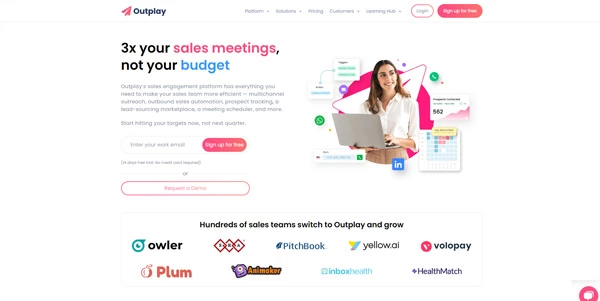 Outplay
Platform Solutions Pricing Customers Learning Hub
Login
Sign up for free
3x your sales meetings,
not your budget
Outplay's sales engagement platform has everything you
need to make your sales team more efficient — multichannel
outreach, outbound sales automation, prospect tracking, a
lead-sourcing marketplace, a meeting scheduler, and more.
Start hitting your targets now, not next quarter.
Enter your work email
Sign up for free
(14 days free trial. No credit card required)
or
Request a Demo
Prospects Contacted
562
in
Hundreds of sales teams switch to Outplay and grow
owler
PitchBook
yellow.ai
volopay
Plum
Animaker
inboxhealth
HealthMatch